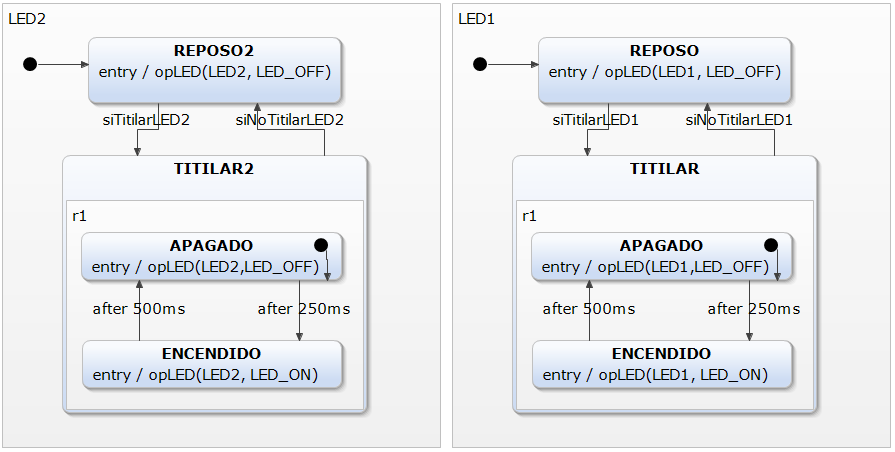 LED2
REPOSO2
entry / opLED(LED2, LED_OFF)
siTitilarLED2
siNoTitilarLED2
TITILAR2
r1
APAGADO
entry / opLED(LED2,LED_OFF)
after 500ms
after 250ms
ENCENDIDO
entry / opLED(LED2, LED_ON)
LED1
REPOSO
entry / opLED(LED1, LED_OFF)
siTitilarLED1
siNoTitilarLED1
TITILAR
r1
APAGADO
entry / opLED(LED1,LED_OFF)
after 500ms
after 250ms
ENCENDIDO
entry / opLED(LED1, LED_ON)